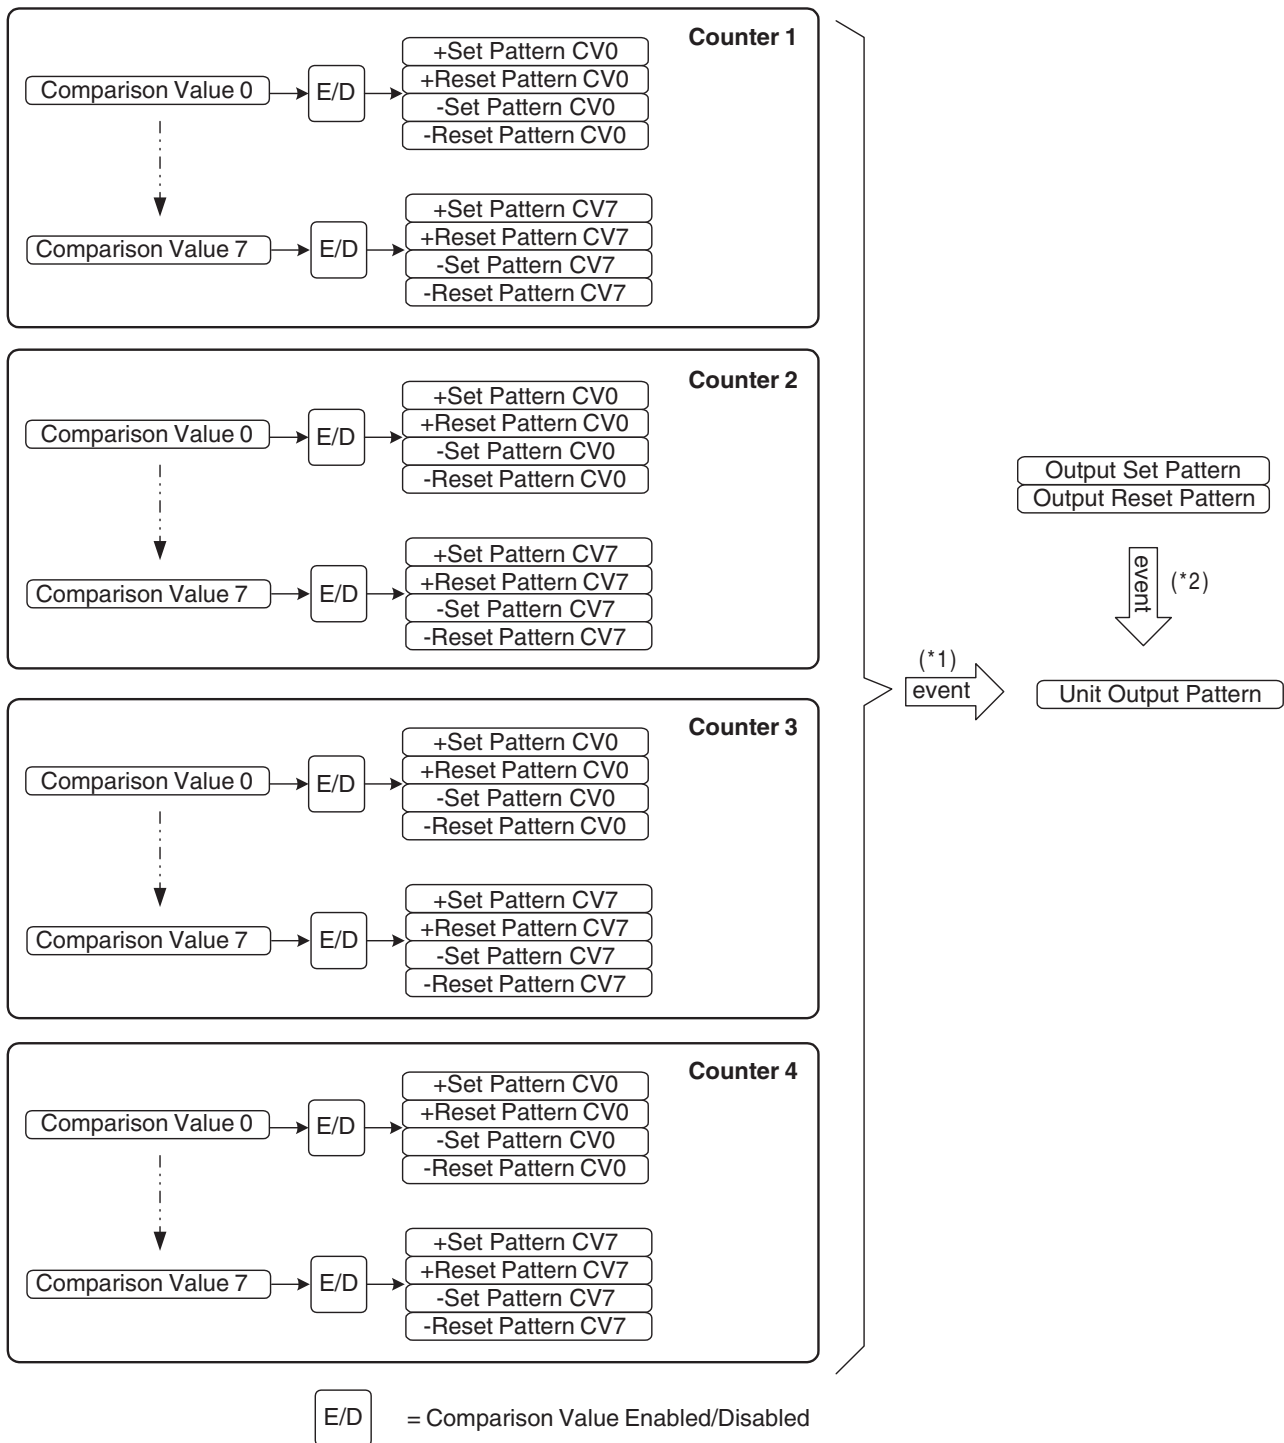 Counter 1
Comparison Value 0
E/D
+Set Pattern CV0
+Reset Pattern CV0
-Set Pattern CV0
-Reset Pattern CV0
Comparison Value 7
E/D
+Set Pattern CV7
+Reset Pattern CV7
-Set Pattern CV7
-Reset Pattern CV7
Counter 2
Comparison Value 0
E/D
+Set Pattern CV0
+Reset Pattern CV0
-Set Pattern CV0
-Reset Pattern CV0
Comparison Value 7
E/D
+Set Pattern CV7
+Reset Pattern CV7
-Set Pattern CV7
-Reset Pattern CV7
Counter 3
Comparison Value 0
E/D
+Set Pattern CV0
+Reset Pattern CV0
-Set Pattern CV0
-Reset Pattern CV0
Comparison Value 7
E/D
+Set Pattern CV7
+Reset Pattern CV7
-Set Pattern CV7
-Reset Pattern CV7
Counter 4
Comparison Value 0
E/D
+Set Pattern CV0
+Reset Pattern CV0
-Set Pattern CV0
-Reset Pattern CV0
Comparison Value 7
E/D
+Set Pattern CV7
+Reset Pattern CV7
-Set Pattern CV7
-Reset Pattern CV7
Output Set Pattern
Output Reset Pattern
event
(*2)
(*1)
event
Unit Output Pattern
E/D = Comparison Value Enabled/Disabled